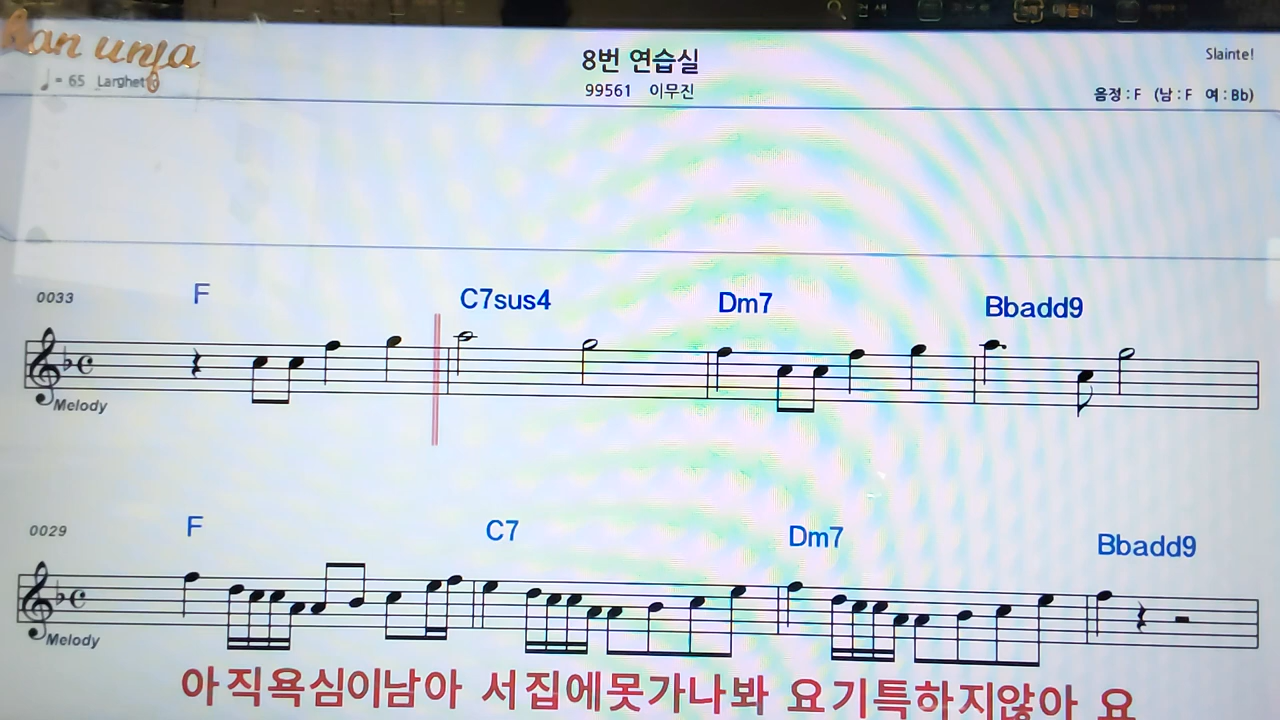 8번 연습실
Slainte!
= 65 Larghetto
99561 이무진
음정 : F (남 : F 여 : Bb)
0033 F C7sus4 Dm7 Bbadd9
Melody
0029 F C7 Dm7 Bbadd9
Melody
아직욕심이남아 서집에못가나봐 요기특하지않아 요